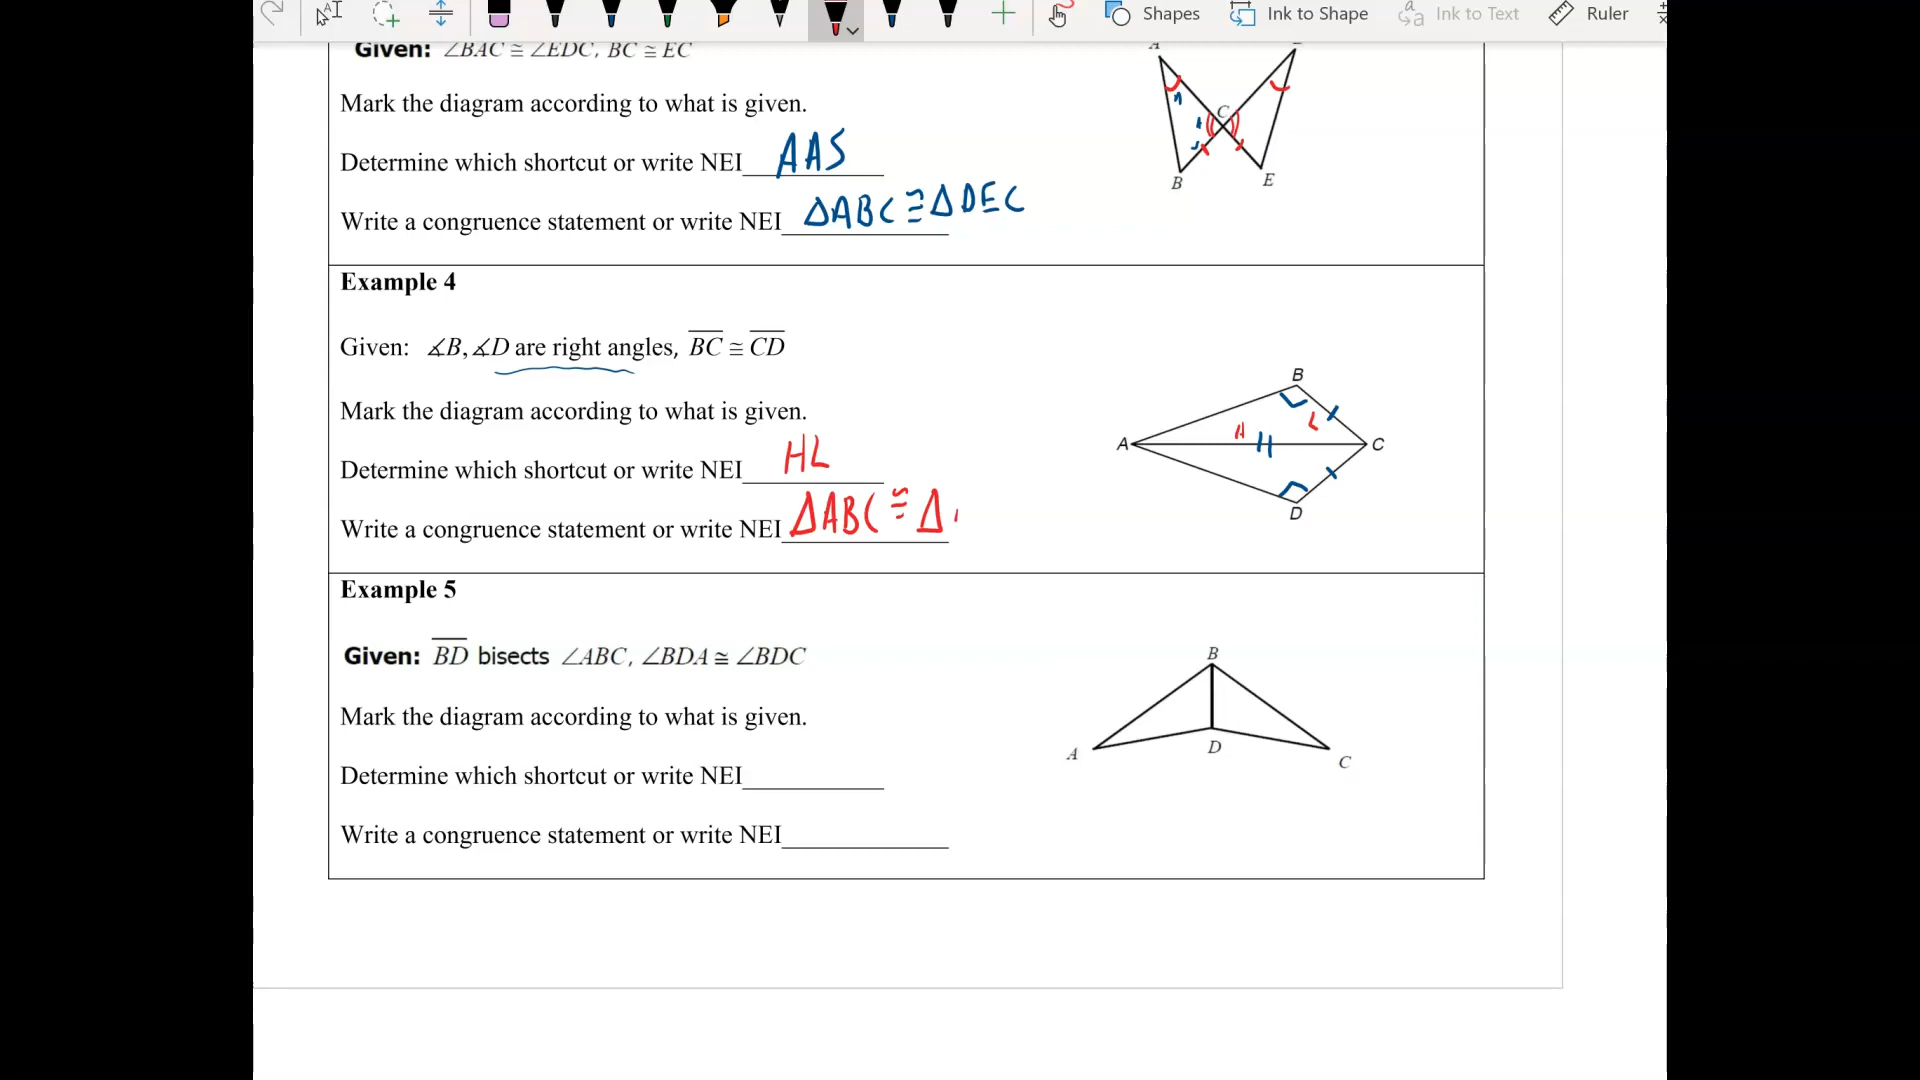 Shapes Ink to Shape Ink to Text Ruler
Given: ∠BAC ≅ ∠EDC, BC ≅ EC
Mark the diagram according to what is given.
Determine which shortcut or write NEI AAS
Write a congruence statement or write NEI ΔABC ≅ ΔDEC
A
C
B
E
A
1
S
Example 4
Given: ∡B, ∡D are right angles, BC ≅ CD
Mark the diagram according to what is given.
Determine which shortcut or write NEI HL
Write a congruence statement or write NEI ΔABC ≅ Δ
B
A
H
L
C
D
Example 5
Given: BD bisects ∠ABC, ∠BDA ≅ ∠BDC
Mark the diagram according to what is given.
Determine which shortcut or write NEI
Write a congruence statement or write NEI
B
A
D
C